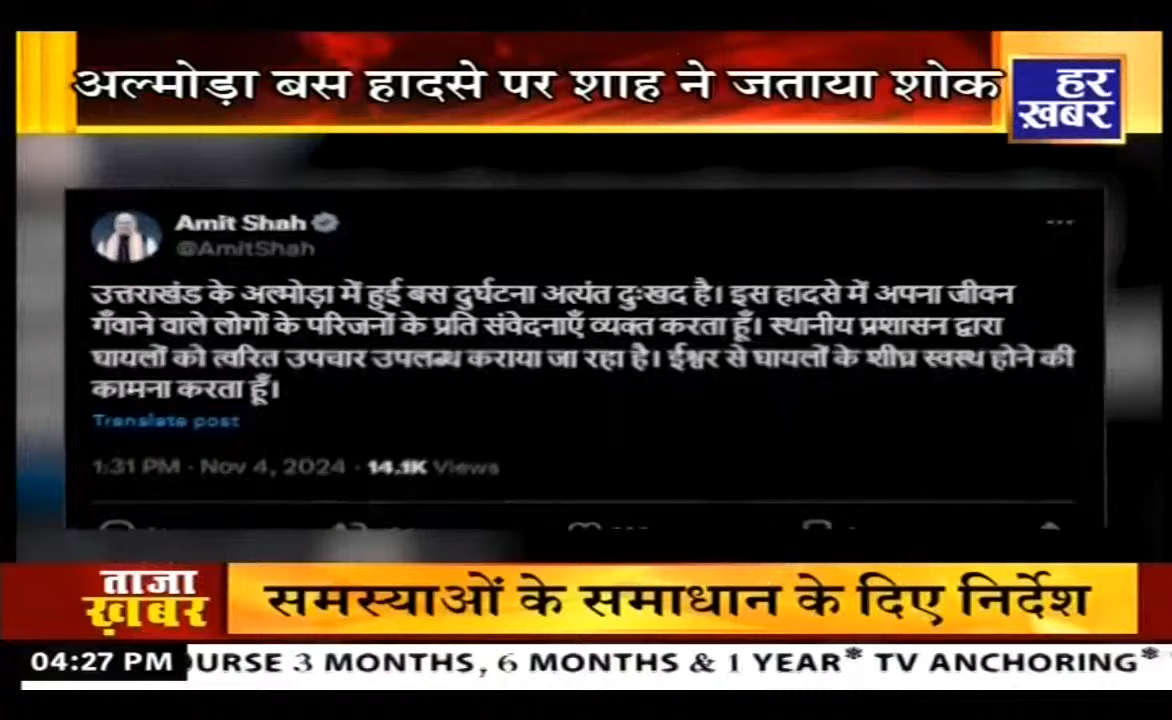 अल्मोड़ा बस हादसे पर शाह ने जताया शोक
हर
ख़बर
Amit Shah
@AmitShah
उत्तराखंड के अल्मोड़ा में हुई बस दुर्घटना अत्यंत दुःखद है। इस हादसे में अपना जीवन
गँवाने वाले लोगों के परिजनों के प्रति संवेदनाएँ व्यक्त करता हूँ। स्थानीय प्रशासन द्वारा
घायलों को त्वरित उपचार उपलब्ध कराया जा रहा है। ईश्वर से घायलों के शीघ्र स्वस्थ होने की
कामना करता हूँ।
Translate post
1:31 PM · Nov 4, 2024 · 14.1K Views
ताजा
ख़बर
समस्याओं के समाधान के दिए निर्देश
04:27 PM
OURSE 3 MONTHS, 6 MONTHS & 1 YEAR* TV ANCHORING*